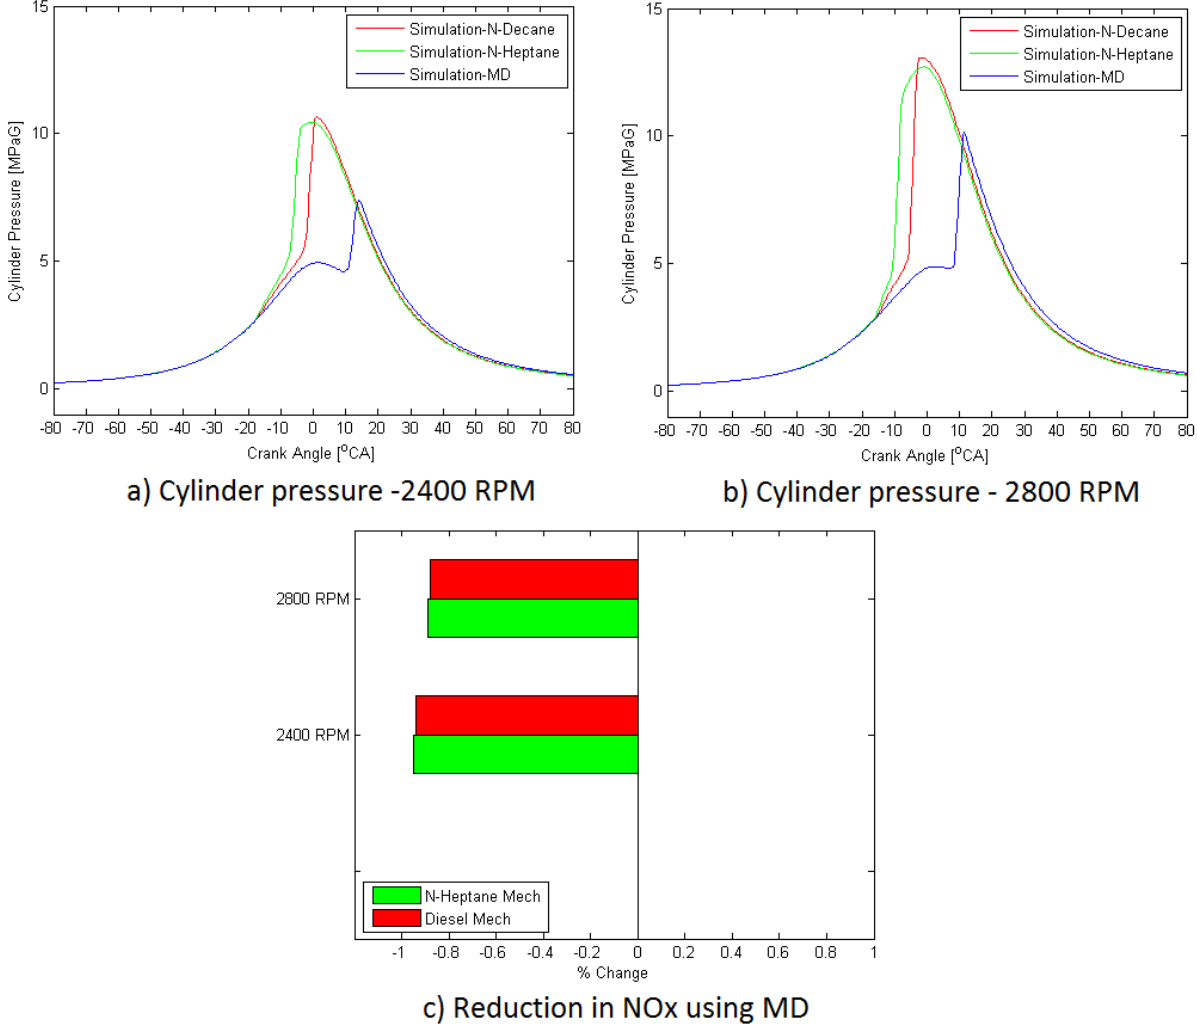 15
10
5
0
Cylinder Pressure [MPaG]
Simulation-N-Decane
Simulation-N-Heptane
Simulation-MD
-80 -70 -60 -50 -40 -30 -20 -10 0 10 20 30 40 50 60 70 80
Crank Angle [°CA]
a) Cylinder pressure -2400 RPM
15
10
5
0
Cylinder Pressure [MPaG]
Simulation-N-Decane
Simulation-N-Heptane
Simulation-MD
-80 -70 -60 -50 -40 -30 -20 -10 0 10 20 30 40 50 60 70 80
Crank Angle [°CA]
b) Cylinder pressure - 2800 RPM
2800 RPM
2400 RPM
N-Heptane Mech
Diesel Mech
-1 -0.8 -0.6 -0.4 -0.2 0 0.2 0.4 0.6 0.8 1
% Change
c) Reduction in NOx using MD